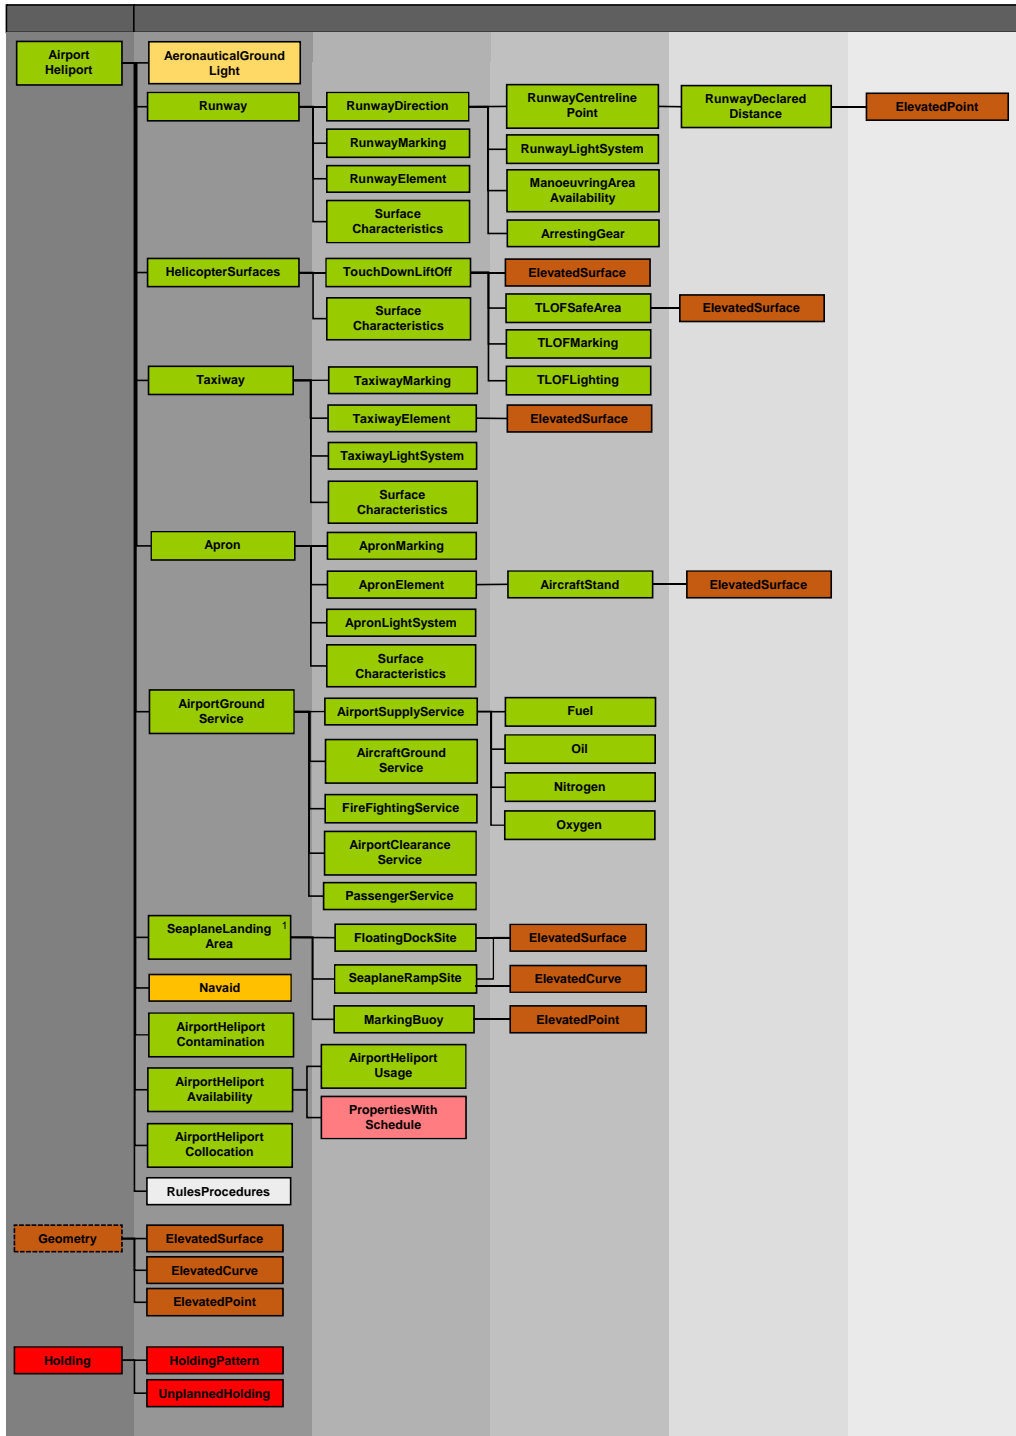 Airport
Heliport
AeronauticalGround
Light
Runway
RunwayDirection
RunwayCentreline
Point
RunwayDeclared
Distance
ElevatedPoint
RunwayMarking
RunwayLightSystem
RunwayElement
ManoeuvringArea
Availability
Surface
Characteristics
ArrestingGear
HelicopterSurfaces
TouchDownLiftOff
ElevatedSurface
Surface
Characteristics
TLOFSafeArea
ElevatedSurface
TLOFMarking
TLOFLighting
Taxiway
TaxiwayMarking
TaxiwayElement
ElevatedSurface
TaxiwayLightSystem
Surface
Characteristics
Apron
ApronMarking
ApronElement
AircraftStand
ElevatedSurface
ApronLightSystem
Surface
Characteristics
AirportGround
Service
AirportSupplyService
Fuel
AircraftGround
Service
Oil
Nitrogen
FireFightingService
Oxygen
AirportClearance
Service
PassengerService
SeaplaneLanding 1
Area
FloatingDockSite
ElevatedSurface
SeaplaneRampSite
ElevatedCurve
Navaid
MarkingBuoy
ElevatedPoint
AirportHeliport
Contamination
AirportHeliport
Usage
AirportHeliport
Availability
PropertiesWith
Schedule
AirportHeliport
Collocation
RulesProcedures
Geometry
ElevatedSurface
ElevatedCurve
ElevatedPoint
Holding
HoldingPattern
UnplannedHolding